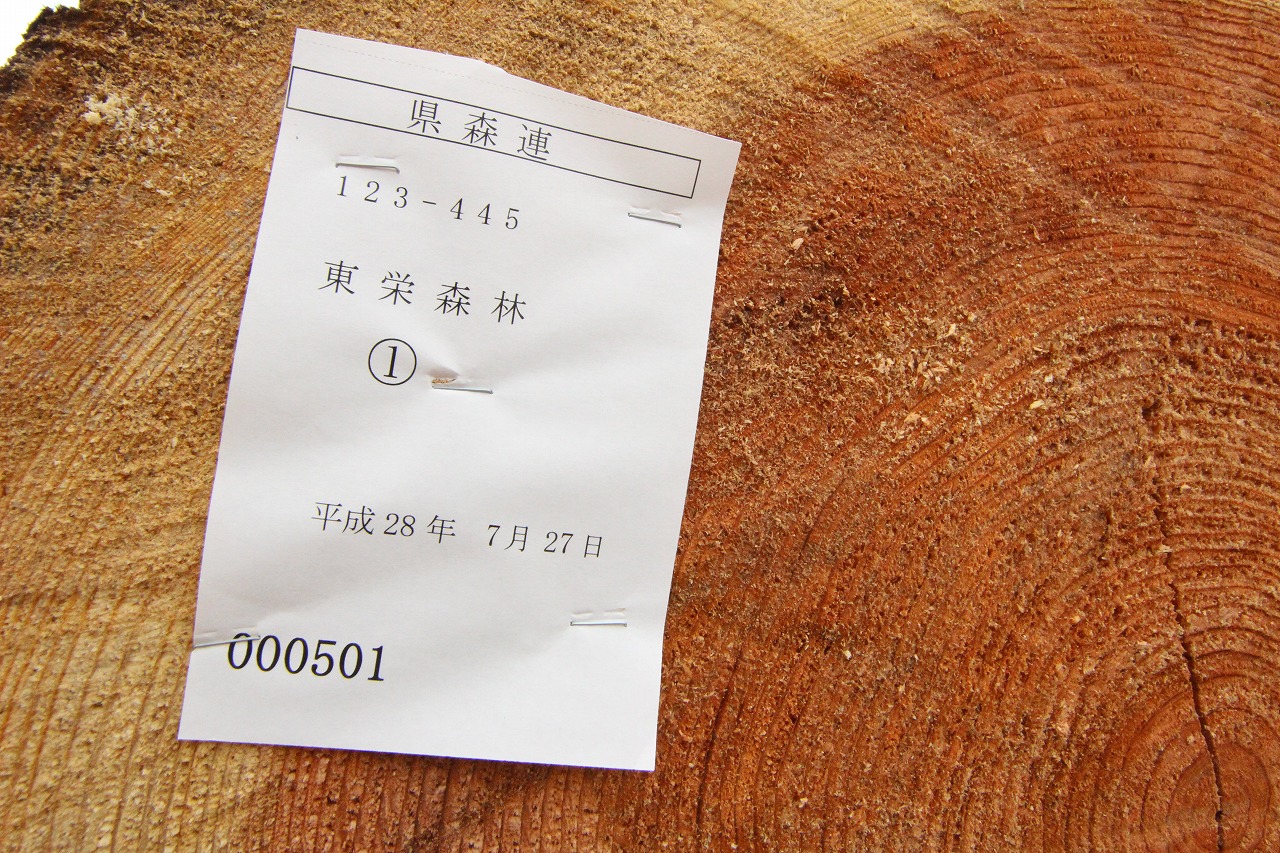 県森連
123-445
東栄森林
①
平成28年 7月27日
000501